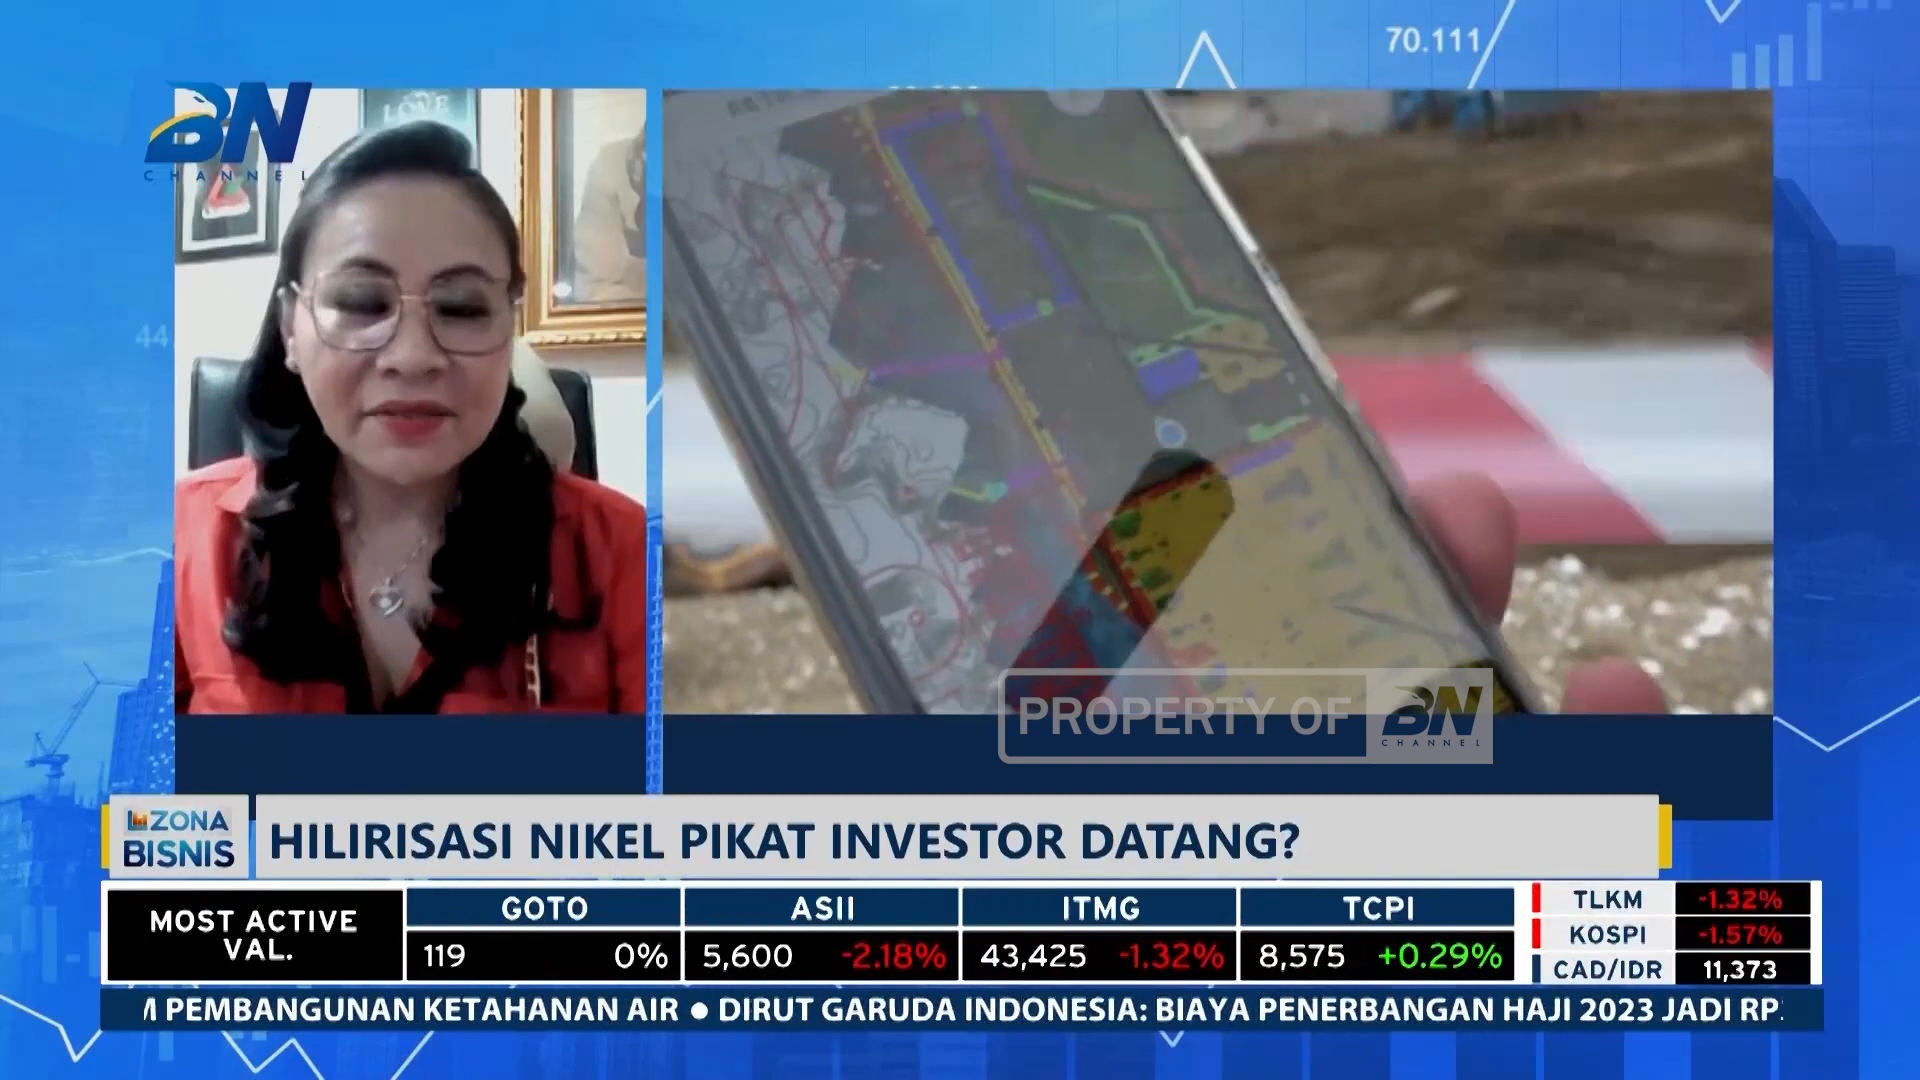 70.111
BN
CHANNEL
LOVE
44
PROPERTY OF BN
CHANNEL
ZONA
BISNIS
HILIRISASI NIKEL PIKAT INVESTOR DATANG?
MOST ACTIVE
VAL.
GOTO
119 0%
ASII
5,600 -2.18%
ITMG
43,425 -1.32%
TCPI
8,575 +0.29%
TLKM -1.32%
KOSPI -1.57%
CAD/IDR 11,373
M PEMBANGUNAN KETAHANAN AIR ● DIRUT GARUDA INDONESIA: BIAYA PENERBANGAN HAJI 2023 JADI RP